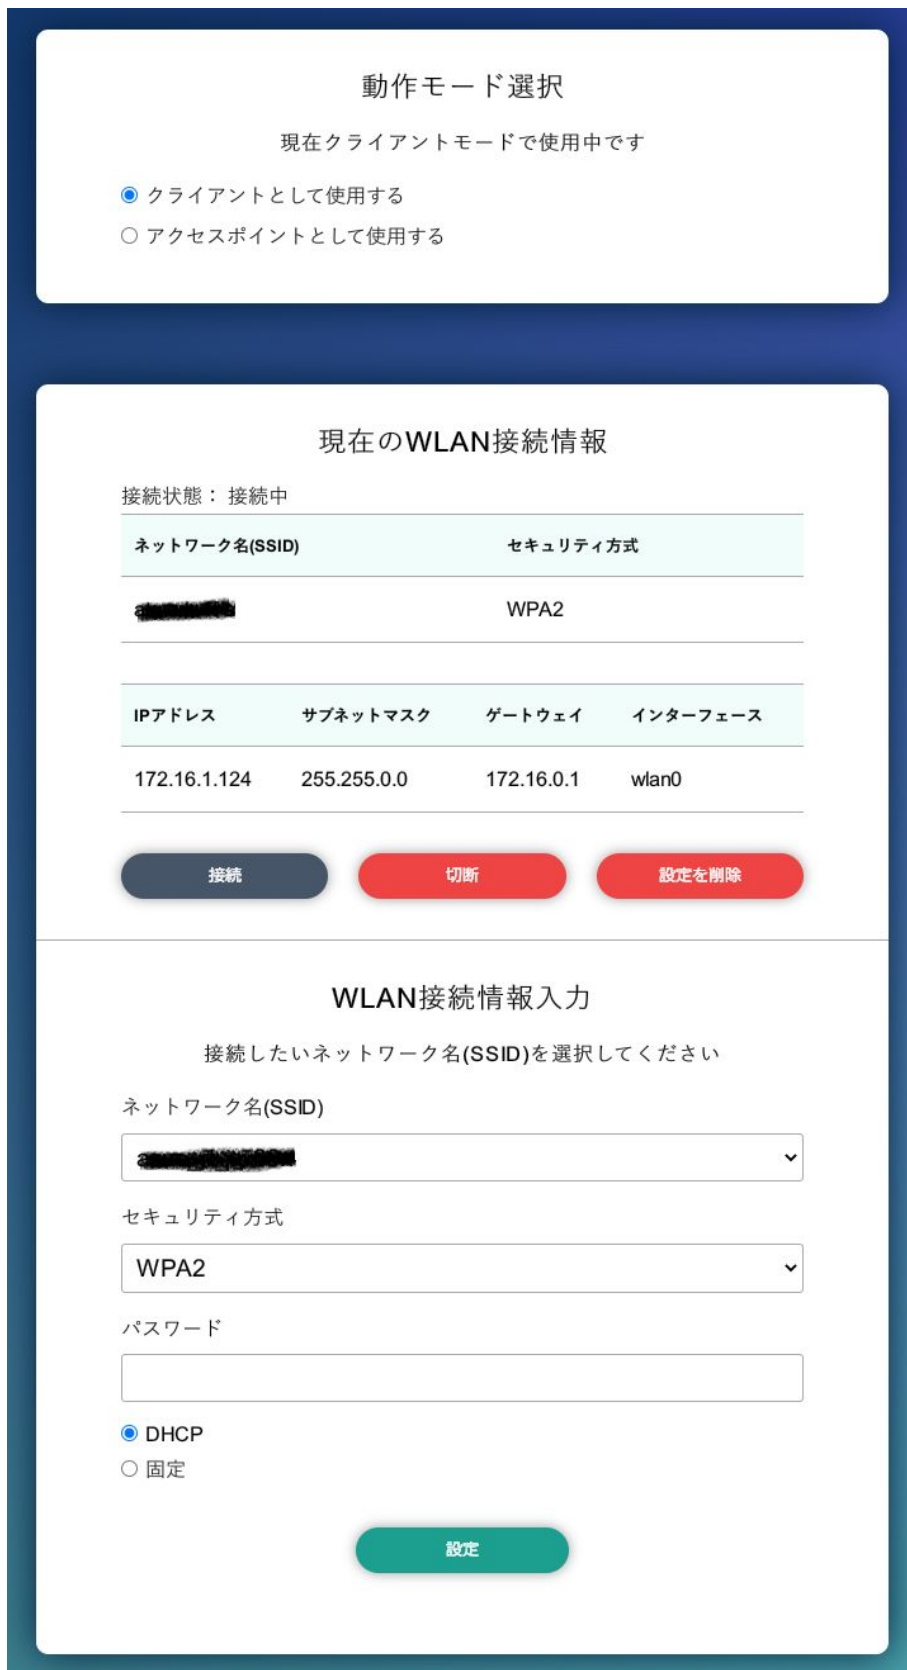 動作モード選択
現在クライアントモードで使用中です
クライアントとして使用する
アクセスポイントとして使用する
現在のWLAN接続情報
接続状態： 接続中
ネットワーク名(SSID) セキュリティ方式
WPA2
IPアドレス サブネットマスク ゲートウェイ インターフェース
172.16.1.124 255.255.0.0 172.16.0.1 wlan0
接続 切断 設定を削除
WLAN接続情報入力
接続したいネットワーク名(SSID)を選択してください
ネットワーク名(SSID)
セキュリティ方式
WPA2
パスワード
DHCP
固定
設定